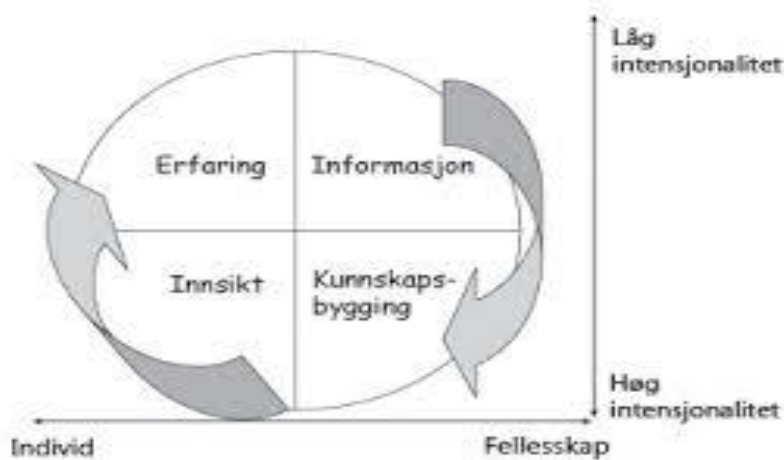 Låg
intensjonalitet
Erfaring
Informasjon
Innsikt
Kunnskaps-
bygging
Høg
intensjonalitet
Individ
Fellesskap